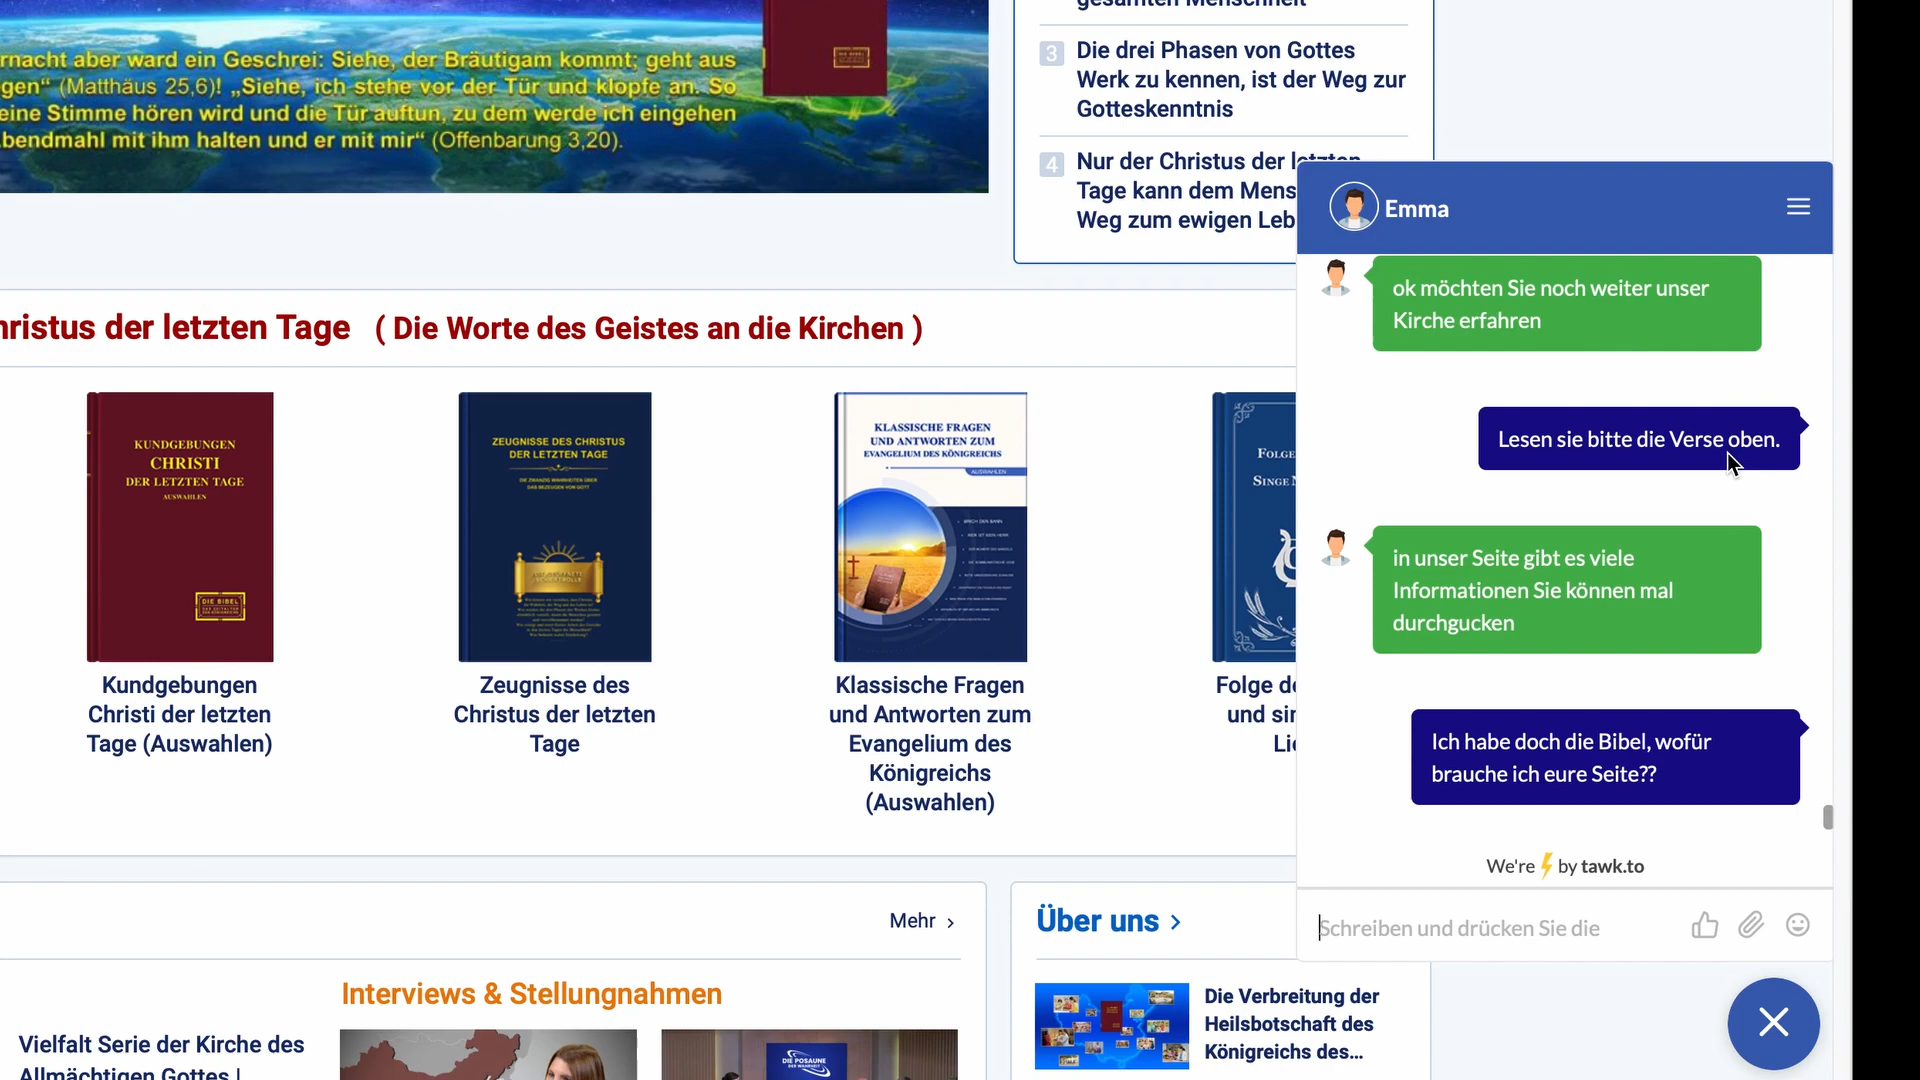 rnacht aber ward ein Geschrei: Siehe, der Bräutigam kommt; geht aus
gen“ (Matthäus 25,6)! „Siehe, ich stehe vor der Tür und klopfe an. So
eine Stimme hören wird und die Tür auftun, zu dem werde ich eingehen
bendmahl mit ihm halten und er mit mir“ (Offenbarung 3,20).
gesamten Menschheit
3 Die drei Phasen von Gottes
Werk zu kennen, ist der Weg zur
Gotteskenntnis
4 Nur der Christus der letzten
Tage kann dem Mens
Weg zum ewigen Leb
hristus der letzten Tage ( Die Worte des Geistes an die Kirchen )
KUNDGEBUNGEN
CHRISTI
DER LETZTEN TAGE
AUSWAHLEN
DIE BIBEL
Kundgebungen
Christi der letzten
Tage (Auswahlen)
ZEUGNISSE DES CHRISTUS
DER LETZTEN TAGE
Zeugnisse des
Christus der letzten
Tage
KLASSISCHE FRAGEN
UND ANTWORTEN ZUM
EVANGELIUM DES KÖNIGREICHS
AUSWAHLEN
Klassische Fragen
und Antworten zum
Evangelium des
Königreichs
(Auswahlen)
FOLGE
SINGE N
Folge de
und sin
Lie
Emma
ok möchten Sie noch weiter unser
Kirche erfahren
Lesen sie bitte die Verse oben.
in unser Seite gibt es viele
Informationen Sie können mal
durchgucken
Ich habe doch die Bibel, wofür
brauche ich eure Seite??
We're by tawk.to
Schreiben und drücken Sie die
Mehr
Interviews & Stellungnahmen
Vielfalt Serie der Kirche des
Allmächtigen Gottes |
DIE POSAUNE
DER WAHRHEIT
Über uns
Die Verbreitung der
Heilsbotschaft des
Königreichs des...